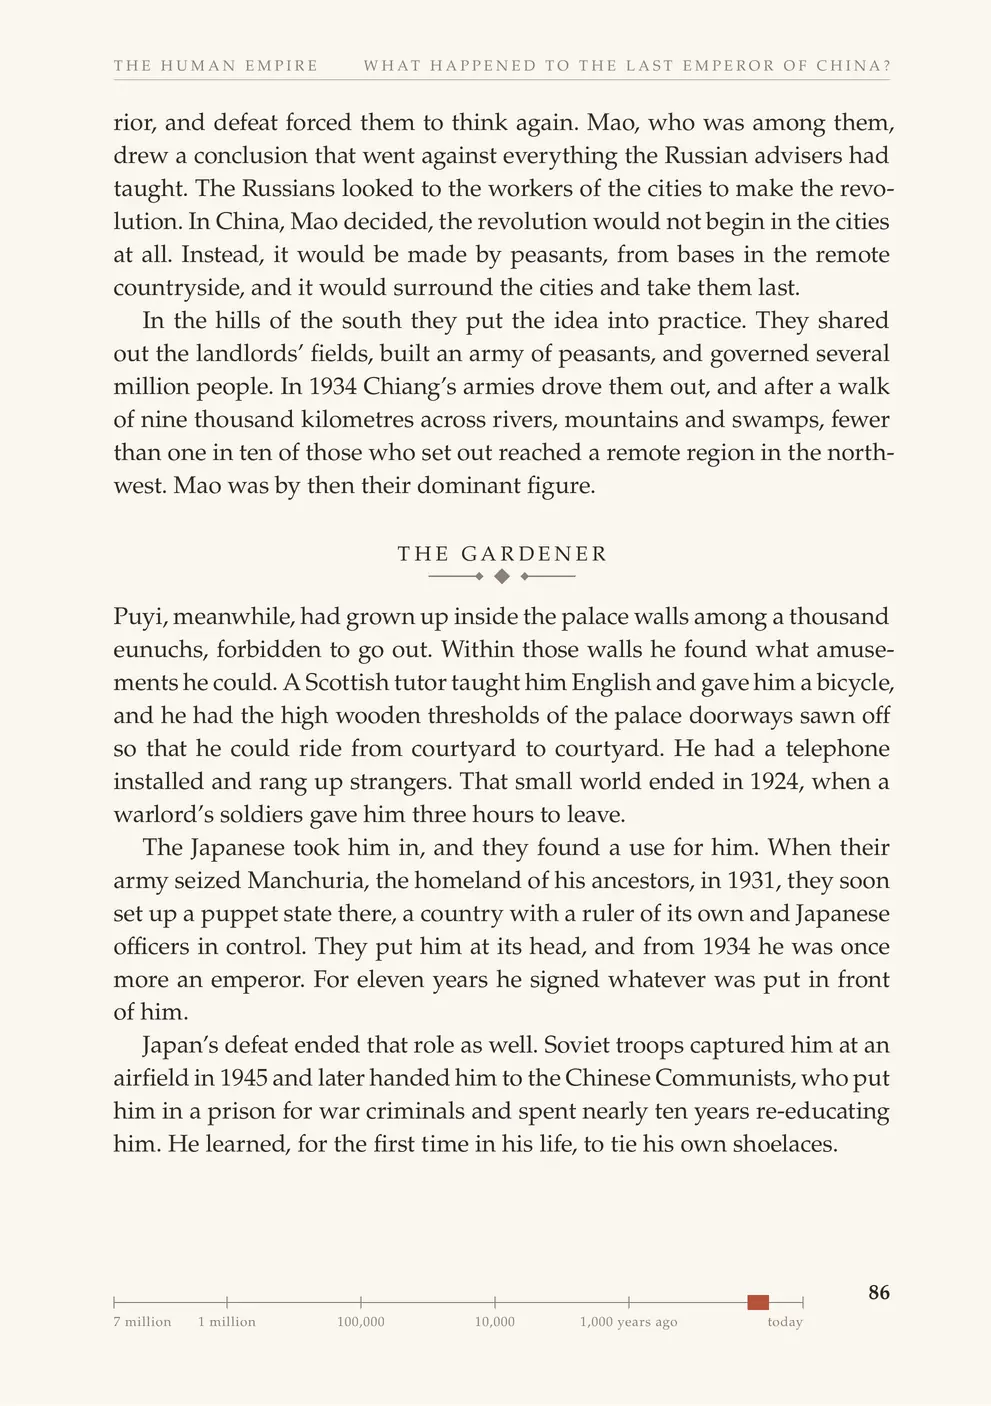 THE HUMAN EMPIRE WHAT HAPPENED TO THE LAST EMPEROR OF CHINA?
rior, and defeat forced them to think again. Mao, who was among them,
drew a conclusion that went against everything the Russian advisers had
taught. The Russians looked to the workers of the cities to make the revo-
lution. In China, Mao decided, the revolution would not begin in the cities
at all. Instead, it would be made by peasants, from bases in the remote
countryside, and it would surround the cities and take them last.
In the hills of the south they put the idea into practice. They shared
out the landlords’ fields, built an army of peasants, and governed several
million people. In 1934 Chiang’s armies drove them out, and after a walk
of nine thousand kilometres across rivers, mountains and swamps, fewer
than one in ten of those who set out reached a remote region in the north-
west. Mao was by then their dominant figure.
THE GARDENER
Puyi, meanwhile, had grown up inside the palace walls among a thousand
eunuchs, forbidden to go out. Within those walls he found what amuse-
ments he could. A Scottish tutor taught him English and gave him a bicycle,
and he had the high wooden thresholds of the palace doorways sawn off
so that he could ride from courtyard to courtyard. He had a telephone
installed and rang up strangers. That small world ended in 1924, when a
warlord’s soldiers gave him three hours to leave.
The Japanese took him in, and they found a use for him. When their
army seized Manchuria, the homeland of his ancestors, in 1931, they soon
set up a puppet state there, a country with a ruler of its own and Japanese
officers in control. They put him at its head, and from 1934 he was once
more an emperor. For eleven years he signed whatever was put in front
of him.
Japan’s defeat ended that role as well. Soviet troops captured him at an
airfield in 1945 and later handed him to the Chinese Communists, who put
him in a prison for war criminals and spent nearly ten years re-educating
him. He learned, for the first time in his life, to tie his own shoelaces.
86
7 million 1 million 100,000 10,000 1,000 years ago today